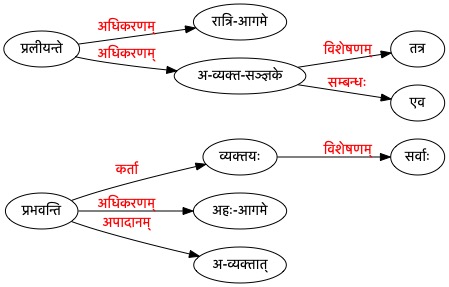 अधिकरणम्
रात्रि-आगमे
प्रलीयन्ते
अधिकरणम्
विशेषणम्
तत्र
अ-व्यक्त-सञ्ज्ञके
सम्बन्धः
एव
विशेषणम्
व्यक्तयः
सर्वाः
कर्ता
अधिकरणम्
प्रभवन्ति
अहः-आगमे
अपादानम्
अ-व्यक्तात्